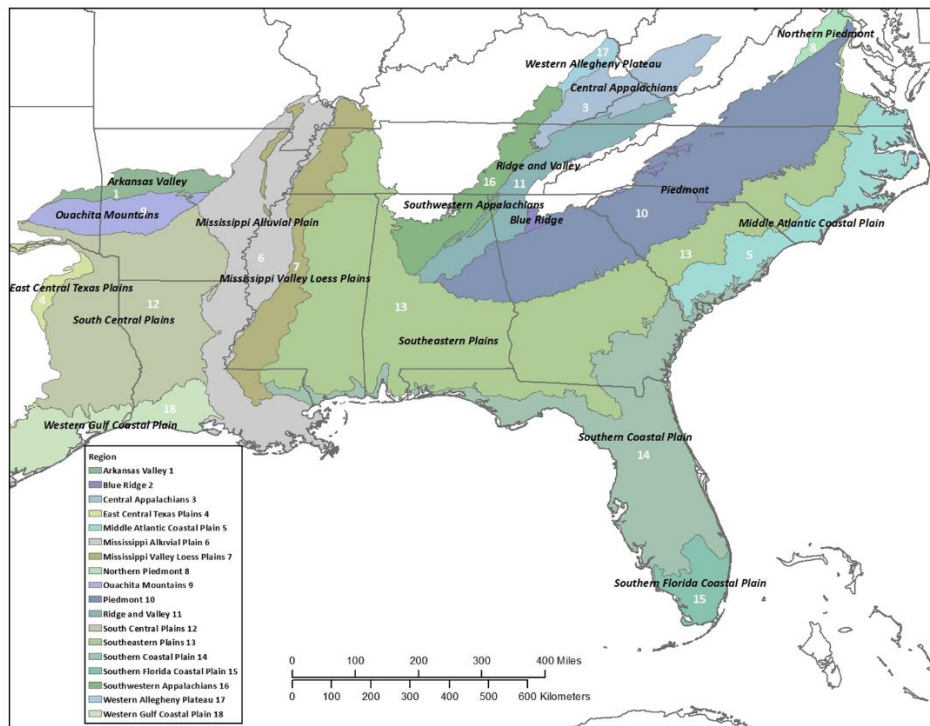 Northern Piedmont
8
17
Western Allegheny Plateau
Central Appalachians
3
Ridge and Valley
Arkansas Valley
16
11
1
Piedmont
Southwestern Appalachians
Ouachita Mountains
9
Blue Ridge
10
Mississippi Alluvial Plain
Middle Atlantic Coastal Plain
6
13
5
7
Mississippi Valley Loess Plains
East Central Texas Plains
4
12
13
South Central Plains
Southeastern Plains
18
Western Gulf Coastal Plain
Southern Coastal Plain
14
Southern Florida Coastal Plain
15
Region
Arkansas Valley 1
Blue Ridge 2
Central Appalachians 3
East Central Texas Plains 4
Middle Atlantic Coastal Plain 5
Mississippi Alluvial Plain 6
Mississippi Valley Loess Plains 7
Northern Piedmont 8
Ouachita Mountains 9
Piedmont 10
Ridge and Valley 11
South Central Plains 12
Southeastern Plains 13
Southern Coastal Plain 14
Southern Florida Coastal Plain 15
Southwestern Appalachians 16
Western Allegheny Plateau 17
Western Gulf Coastal Plain 18
0 100 200 300 400 Miles
0 100 200 300 400 500 600 Kilometers